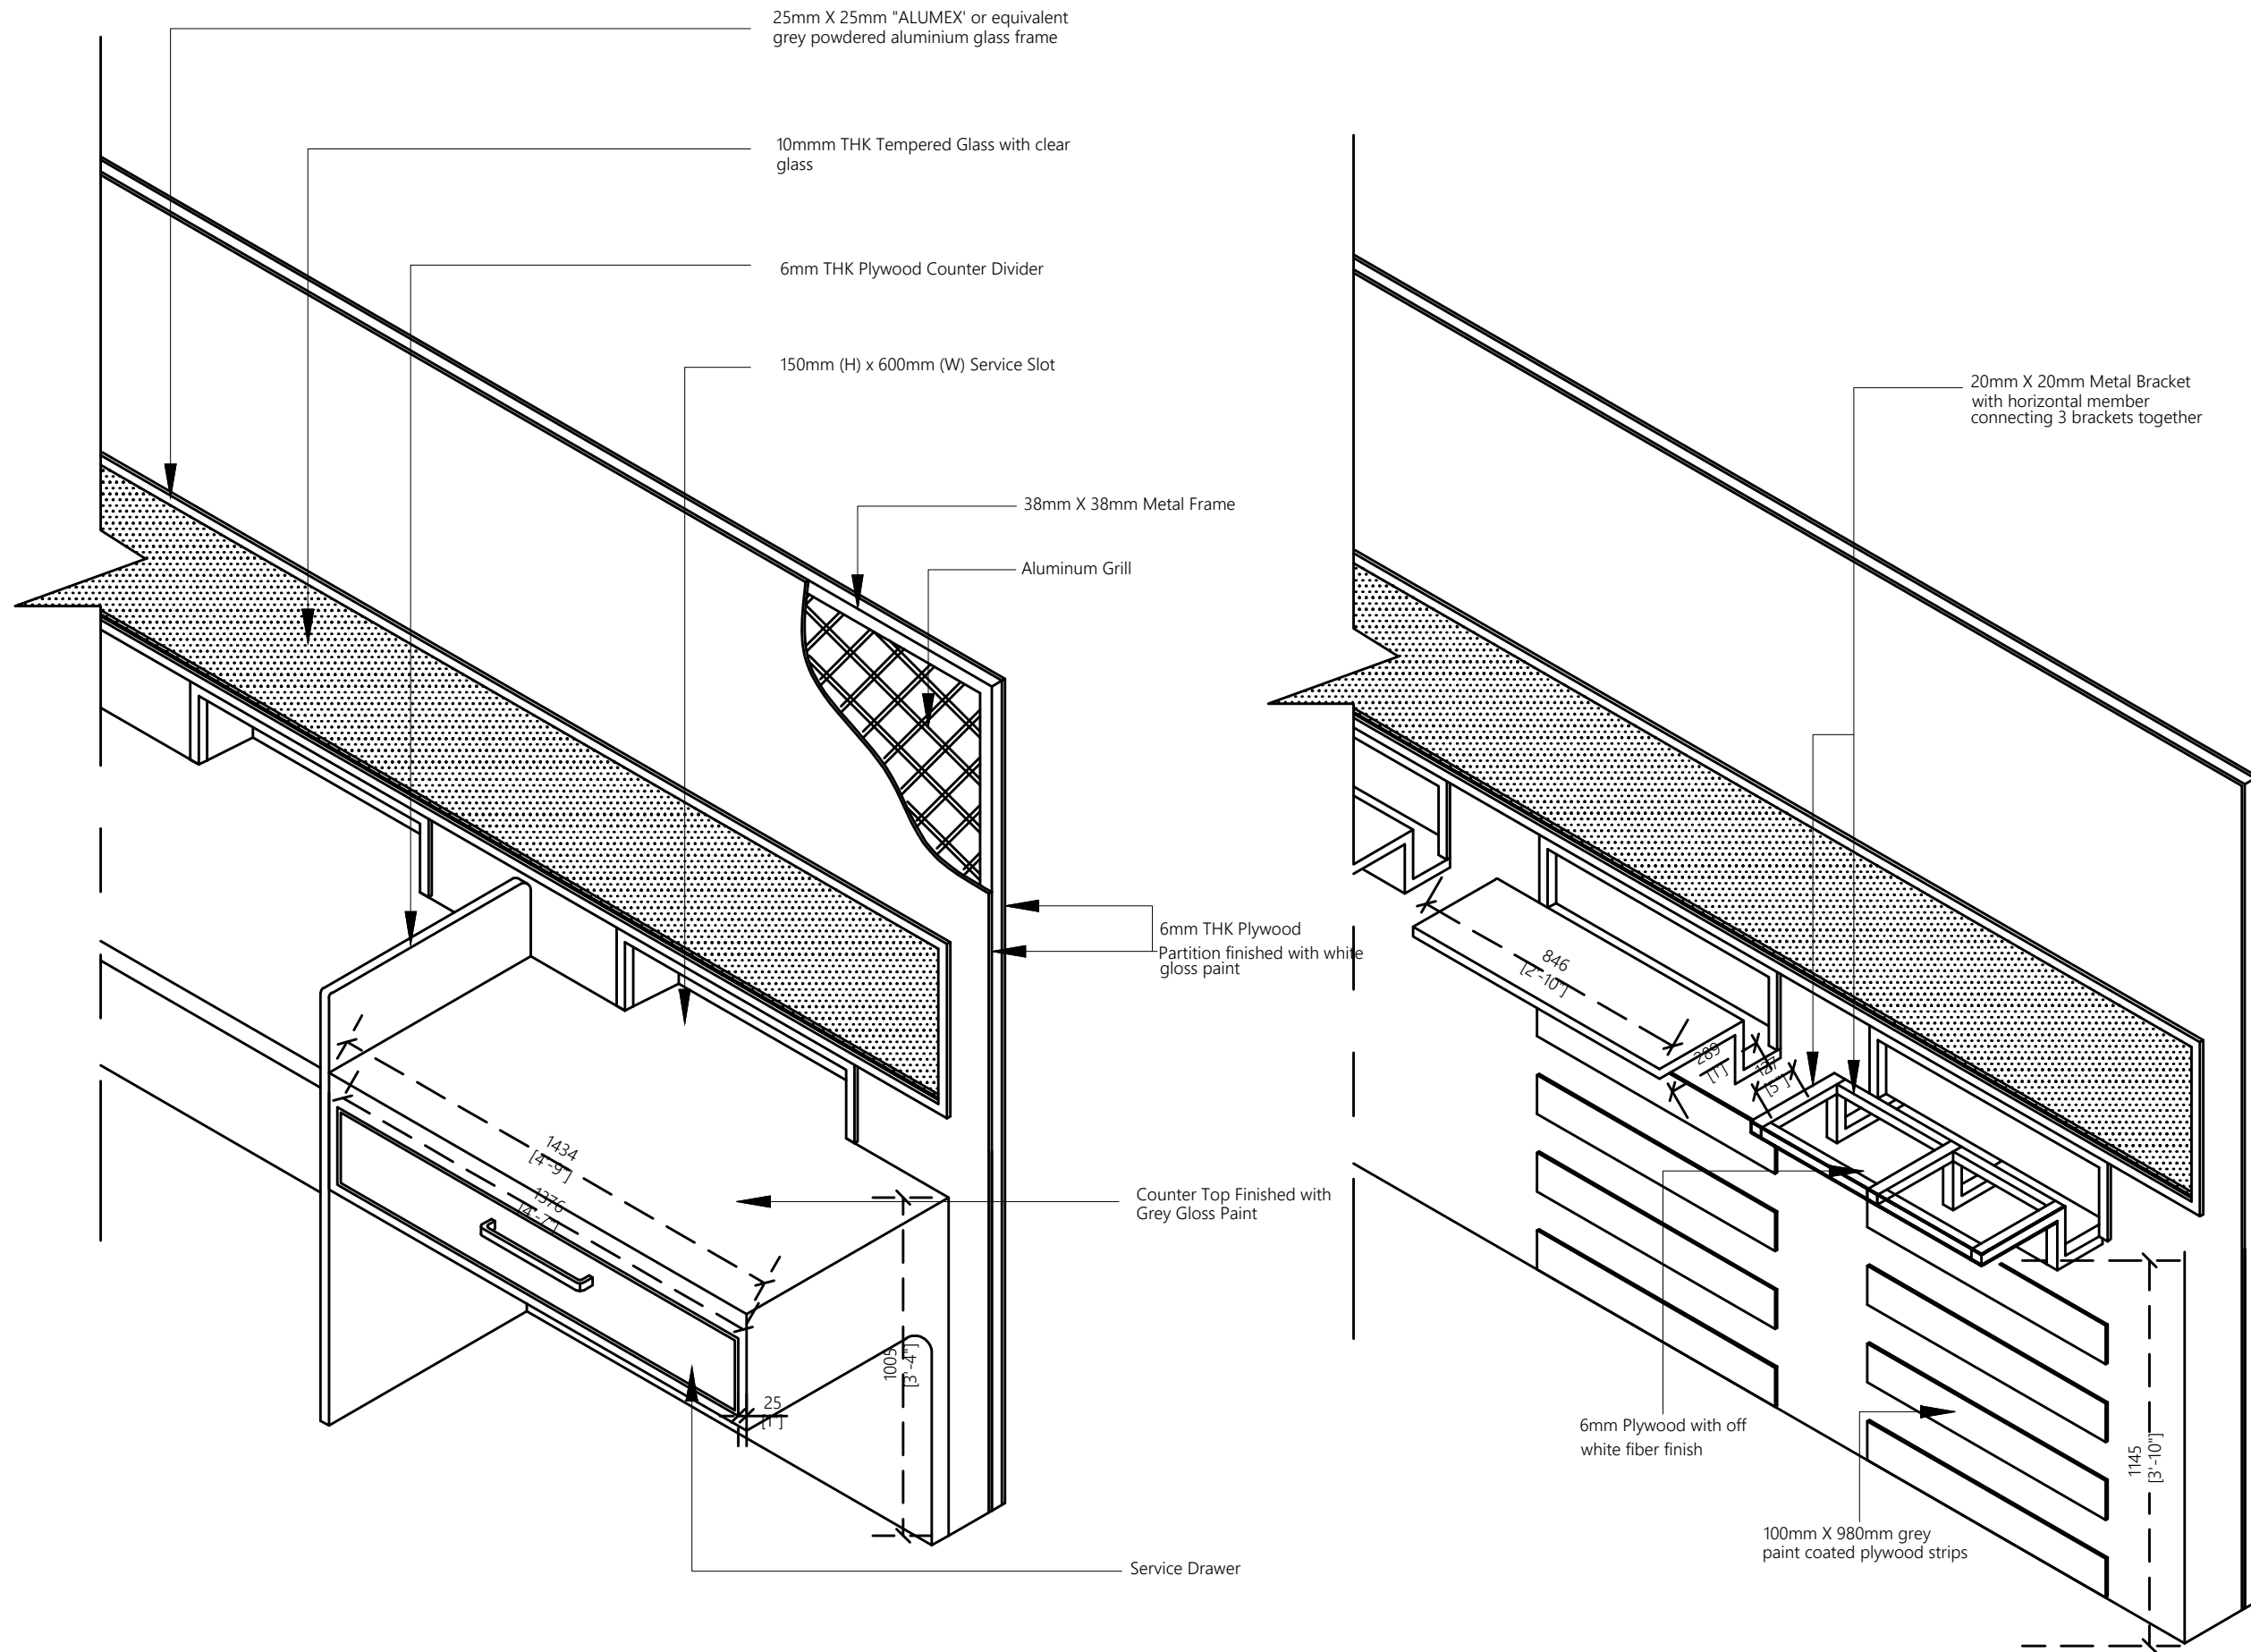 25mm X 25mm "ALUMEX' or equivalent
grey powdered aluminium glass frame
10mmm THK Tempered Glass with clear
glass
6mm THK Plywood Counter Divider
150mm (H) x 600mm (W) Service Slot
38mm X 38mm Metal Frame
Aluminum Grill
6mm THK Plywood
Partition finished with white
gloss paint
1434
[4'-9"]
1376
[4'-7"]
Counter Top Finished with
Grey Gloss Paint
1005
[3'-4"]
25
[1"]
Service Drawer
20mm X 20mm Metal Bracket
with horizontal member
connecting 3 brackets together
846
[2'-10"]
289
[1']
127
[5"]
6mm Plywood with off
white fiber finish
1145
[3'-10"]
100mm X 980mm grey
paint coated plywood strips